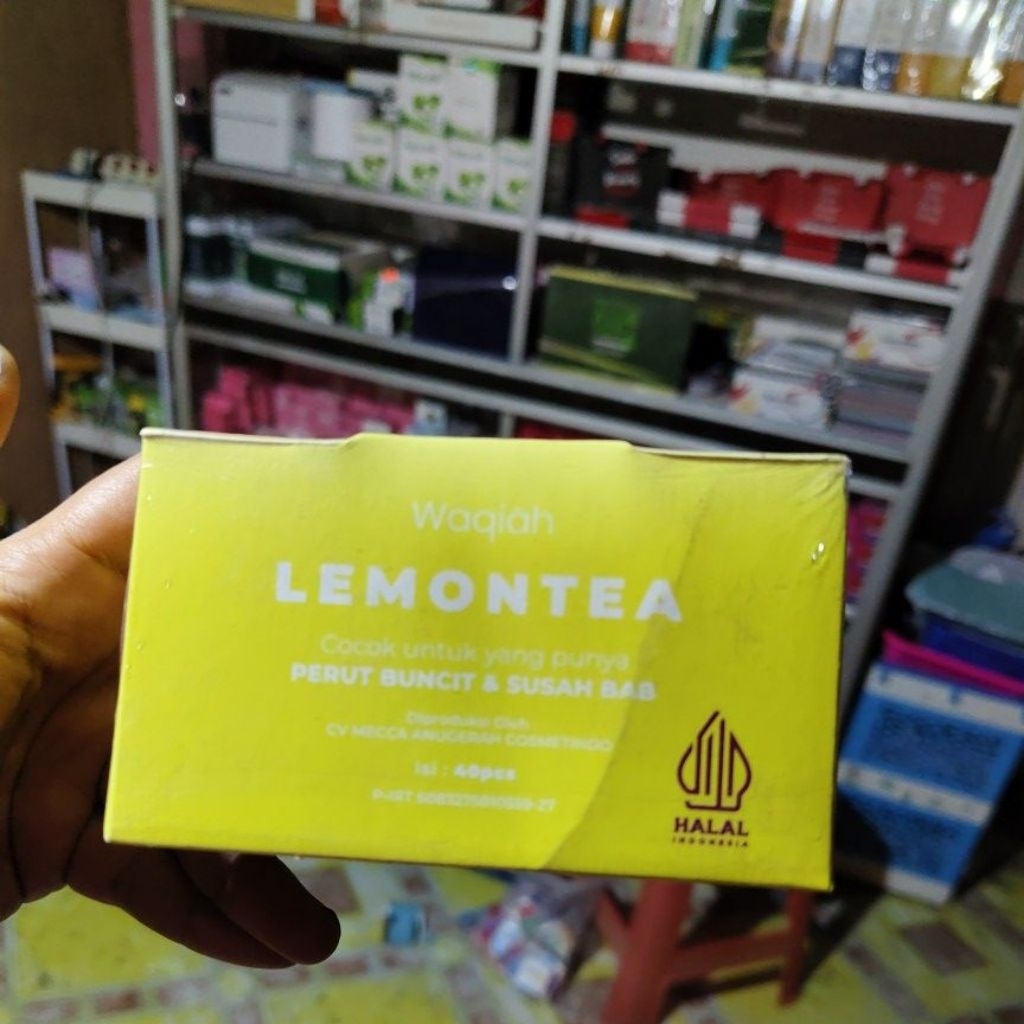 Waqiah
LEMONTEA
Cocok untuk yang punya
PERUT BUNCIT & SUSAH BAB
Diproduksi Oleh
CV MECCA ANUGERAH COSMETINDO
Isi : 40pcs
P-IRT
HALAL
INDONESIA